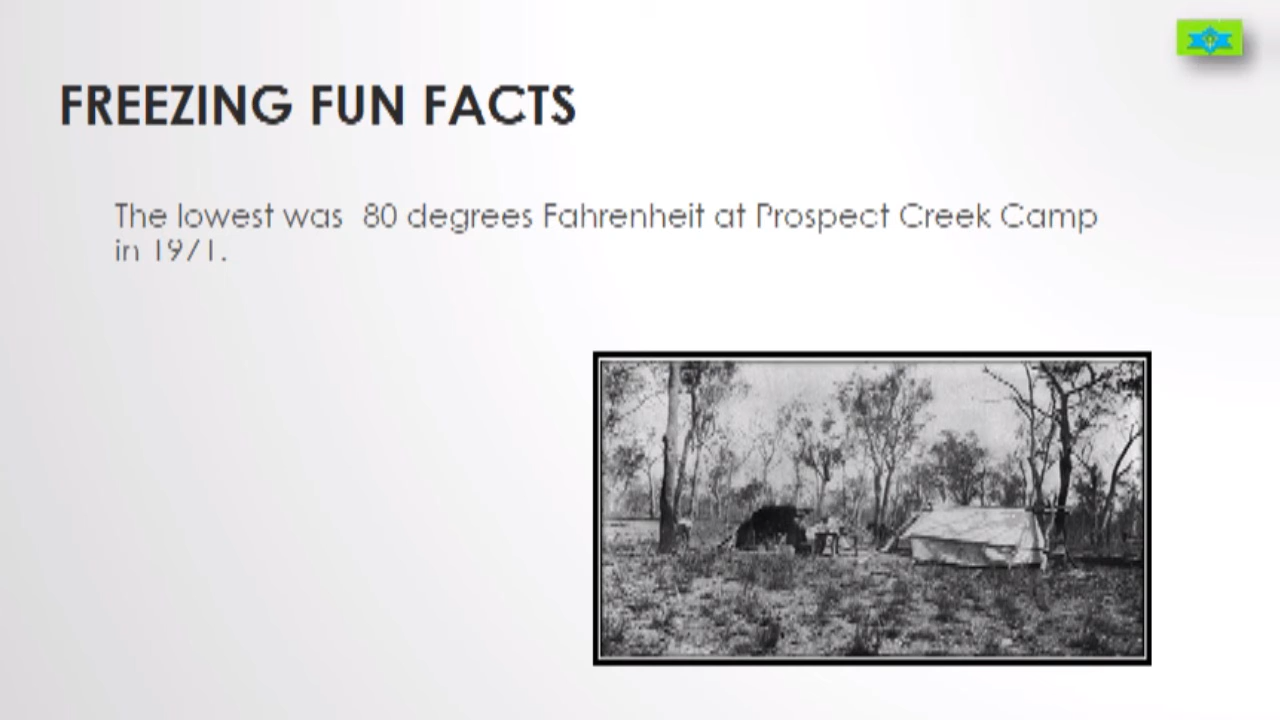 FREEZING FUN FACTS
The lowest was 80 degrees Fahrenheit at Prospect Creek Camp
in 1971.